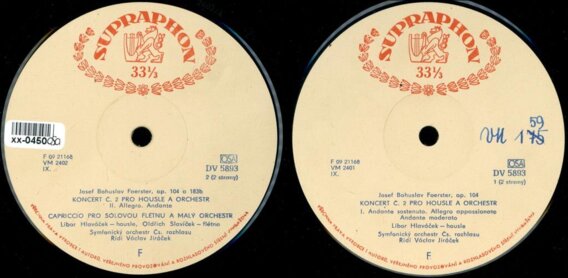 SUPRAPHON
33⅓
xx-0450
F 09 21168
VM 2402
IX.
OSA
DV 5893
2 (2 strany)
Josef Bohuslav Foerster, op. 104 a 183b
KONCERT Č. 2 PRO HOUSLE A ORCHESTR
II. Allegro. Andante
CAPRICCIO PRO SÓLOVOU FLÉTNU A MALÝ ORCHESTR
Libor Hlaváček – housle, Oldřich Slavíček – flétna
Symfonický orchestr Čs. rozhlasu
Řídí Václav Jiráček
F
SUPRAPHON
33⅓
59
175
F 09 21168
VM 2401
IX.
OSA
DV 5893
1 (2 strany)
Josef Bohuslav Foerster, op. 104
KONCERT Č. 2 PRO HOUSLE A ORCHESTR
I. Andante sostenuto. Allegro appassionato
Andante moderato
Libor Hlaváček – housle
Symfonický orchestr Čs. rozhlasu
Řídí Václav Jiráček
F